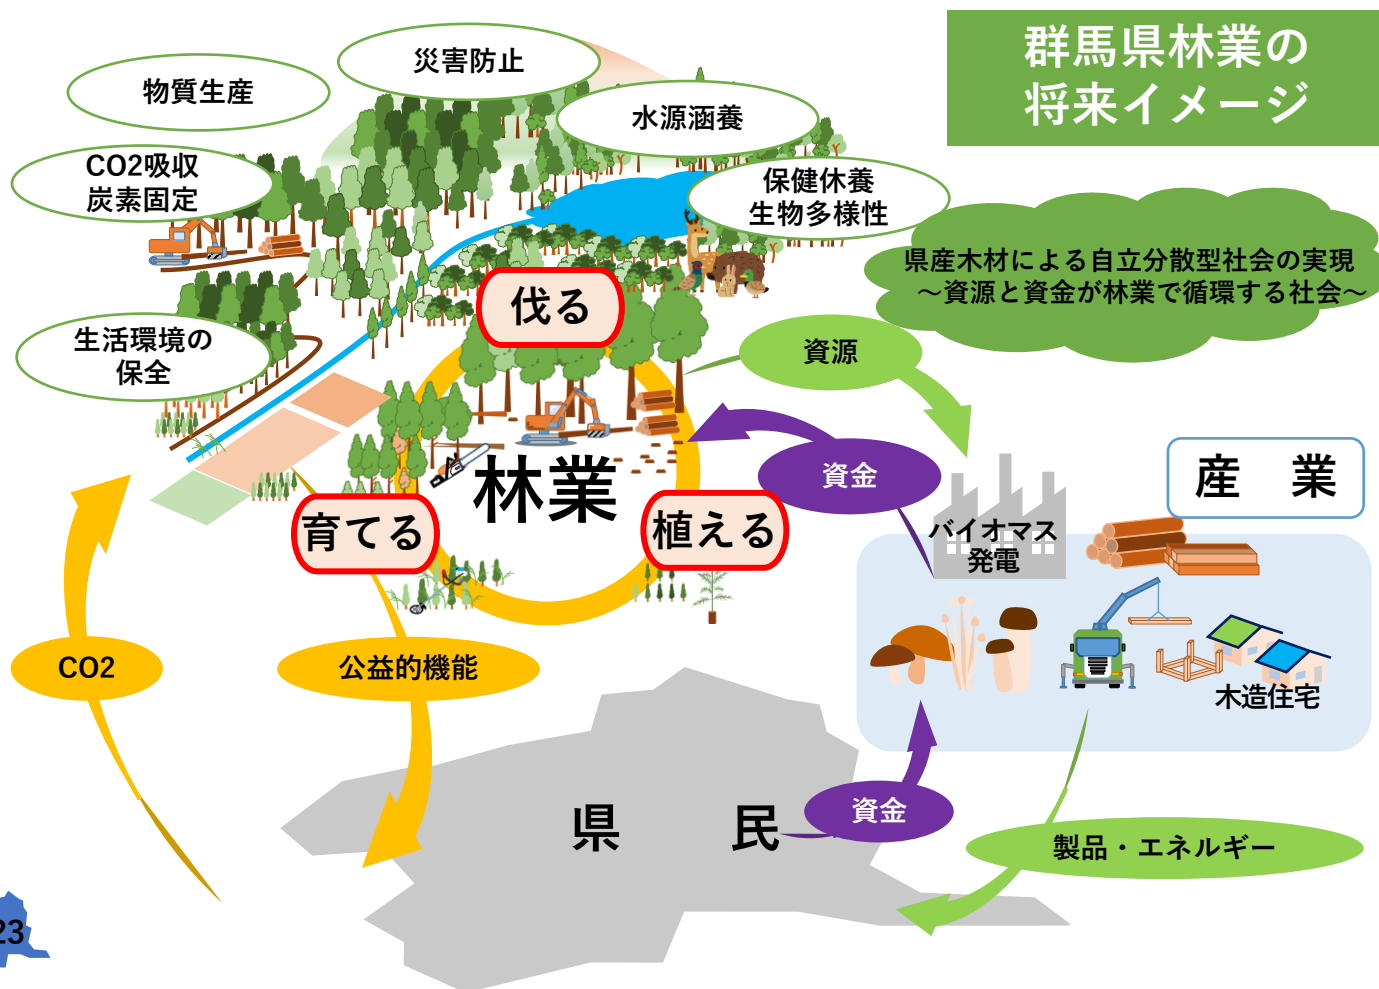 群馬県林業の
将来イメージ
災害防止
物質生産
水源涵養
CO2吸収
炭素固定
保健休養
生物多様性
県産木材による自立分散型社会の実現
～資源と資金が林業で循環する社会～
伐る
生活環境の
保全
資源
資金
産　業
林業
育てる
植える
バイオマス
発電
CO2
公益的機能
木造住宅
県　民
資金
製品・エネルギー
23